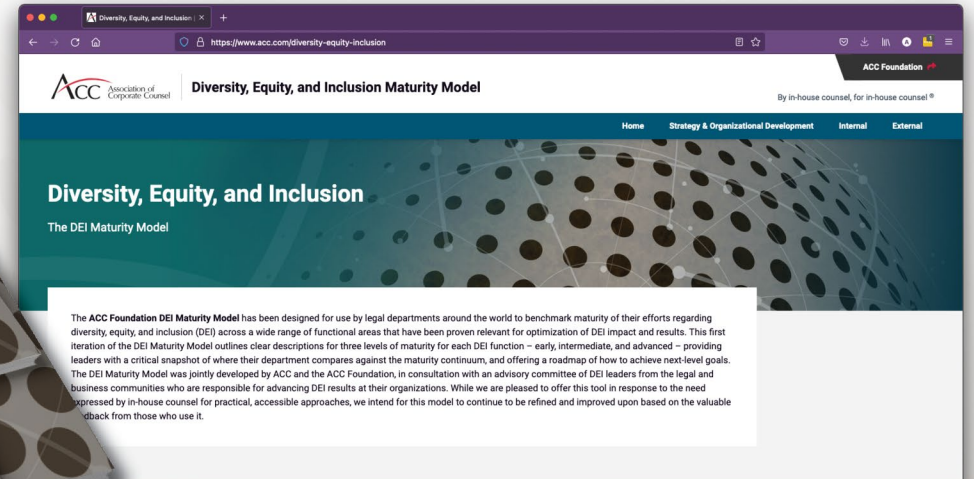 Diversity, Equity, and Inclusion |
https://www.acc.com/diversity-equity-inclusion
ACC Foundation
ACC Association of
Corporate Counsel
Diversity, Equity, and Inclusion Maturity Model
By in-house counsel, for in-house counsel ®
Home Strategy & Organizational Development Internal External
Diversity, Equity, and Inclusion
The DEI Maturity Model
The ACC Foundation DEI Maturity Model has been designed for use by legal departments around the world to benchmark maturity of their efforts regarding
diversity, equity, and inclusion (DEI) across a wide range of functional areas that have been proven relevant for optimization of DEI impact and results. This first
iteration of the DEI Maturity Model outlines clear descriptions for three levels of maturity for each DEI function – early, intermediate, and advanced – providing
leaders with a critical snapshot of where their department compares against the maturity continuum, and offering a roadmap of how to achieve next-level goals.
The DEI Maturity Model was jointly developed by ACC and the ACC Foundation, in consultation with an advisory committee of DEI leaders from the legal and
business communities who are responsible for advancing DEI results at their organizations. While we are pleased to offer this tool in response to the need
expressed by in-house counsel for practical, accessible approaches, we intend for this model to continue to be refined and improved upon based on the valuable
dback from those who use it.